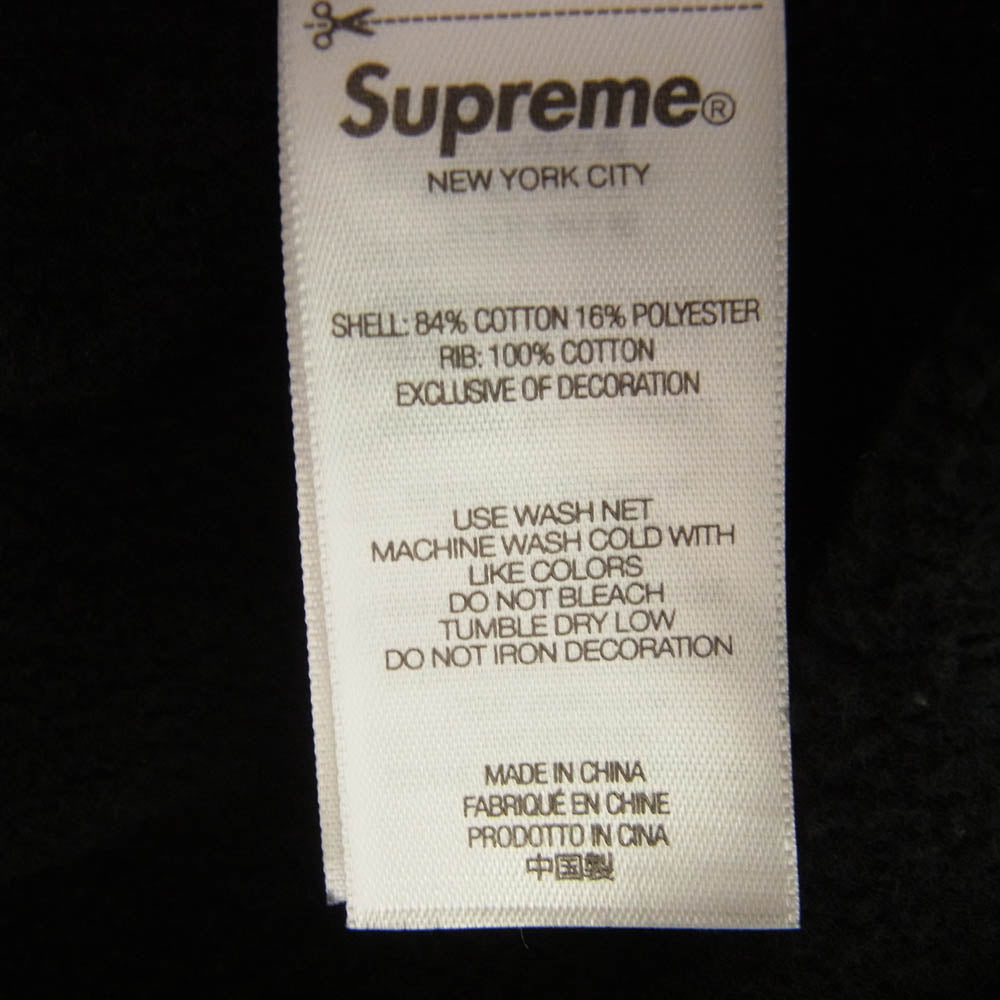 Supreme®
NEW YORK CITY
SHELL: 84% COTTON 16% POLYESTER
RIB: 100% COTTON
EXCLUSIVE OF DECORATION
USE WASH NET
MACHINE WASH COLD WITH
LIKE COLORS
DO NOT BLEACH
TUMBLE DRY LOW
DO NOT IRON DECORATION
MADE IN CHINA
FABRIQUÉ EN CHINE
PRODOTTO IN CINA
中国製